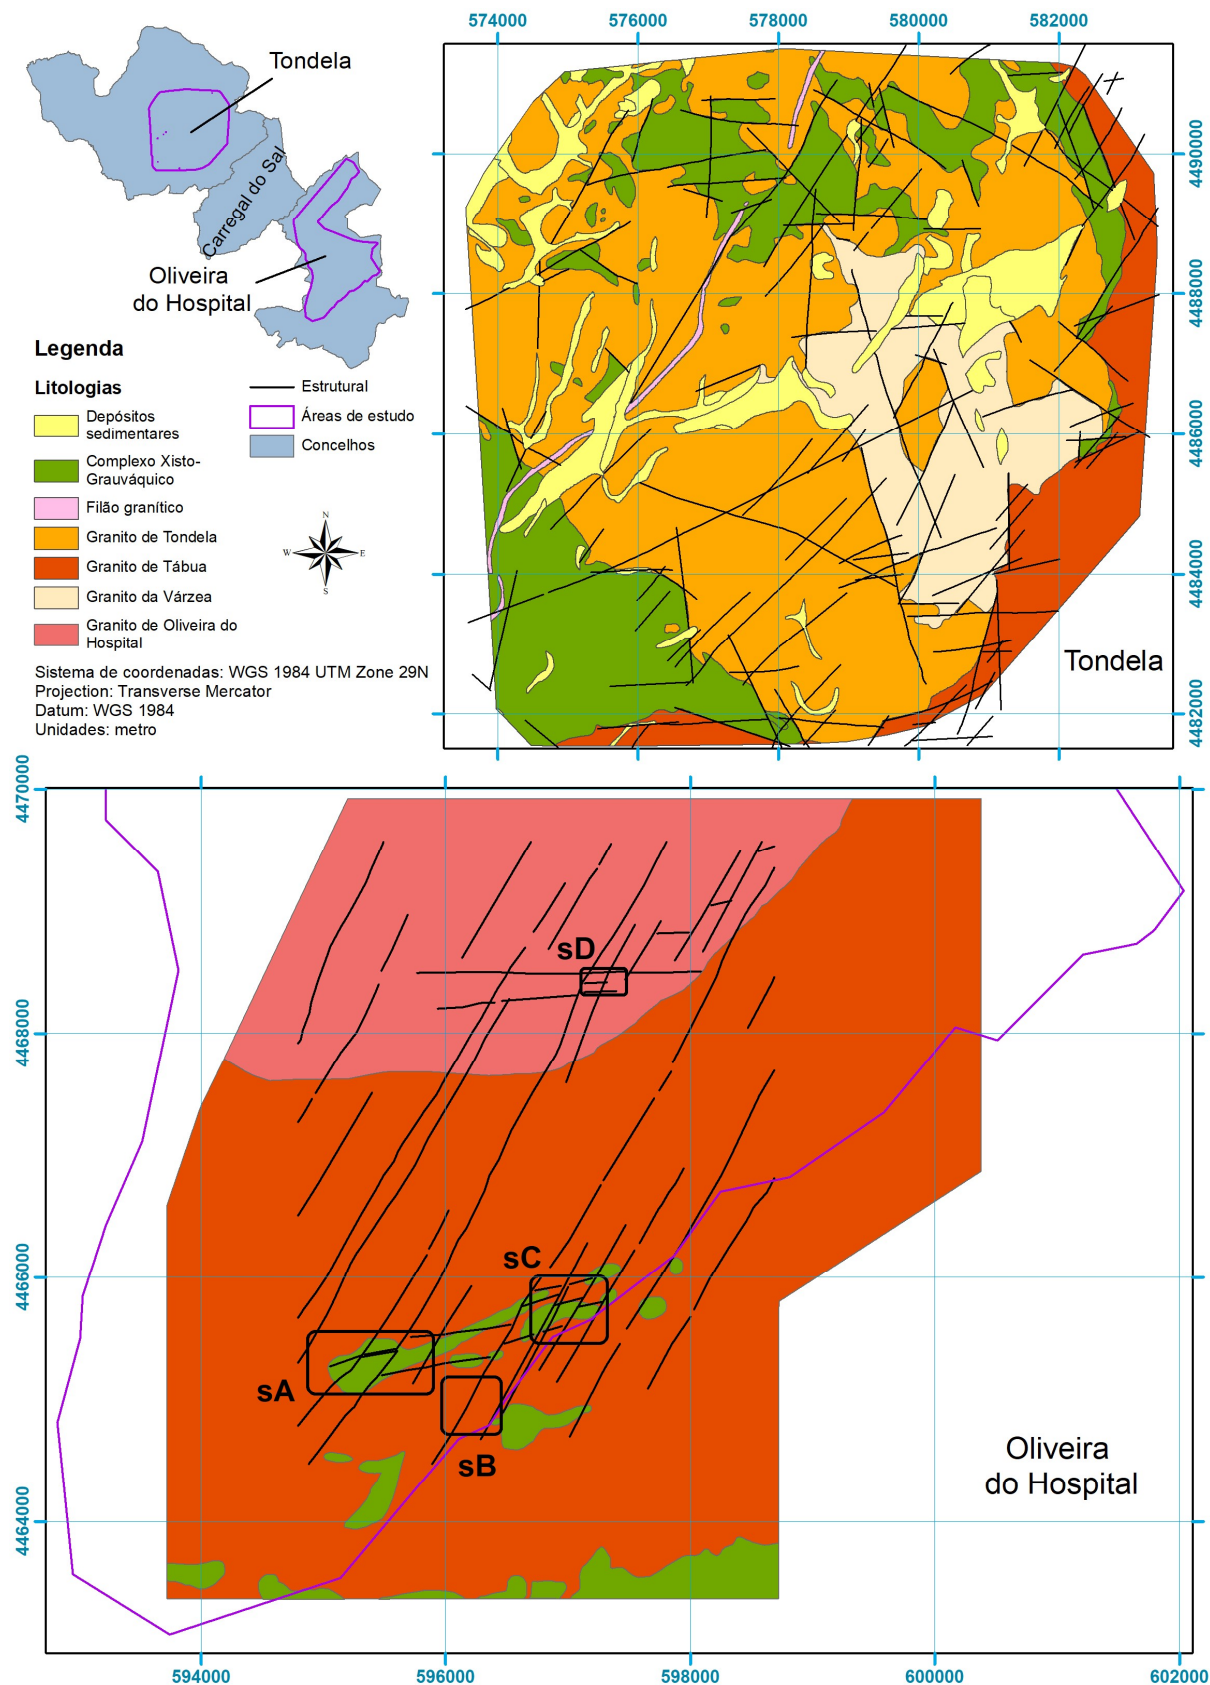 Tondela
Carregal do Sal
Oliveira
do Hospital
Legenda
Litologias
Depósitos
sedimentares
Complexo Xisto-
Grauváquico
Filão granítico
Granito de Tondela
Granito de Tábua
Granito da Várzea
Granito de Oliveira do
Hospital
Estrutural
Áreas de estudo
Concelhos
N
W
E
S
Sistema de coordenadas: WGS 1984 UTM Zone 29N
Projection: Transverse Mercator
Datum: WGS 1984
Unidades: metro
574000
576000
578000
580000
582000
4490000
4488000
4486000
4484000
4482000
Tondela
4470000
4468000
4466000
4464000
sD
sC
sA
sB
Oliveira
do Hospital
594000
596000
598000
600000
602000